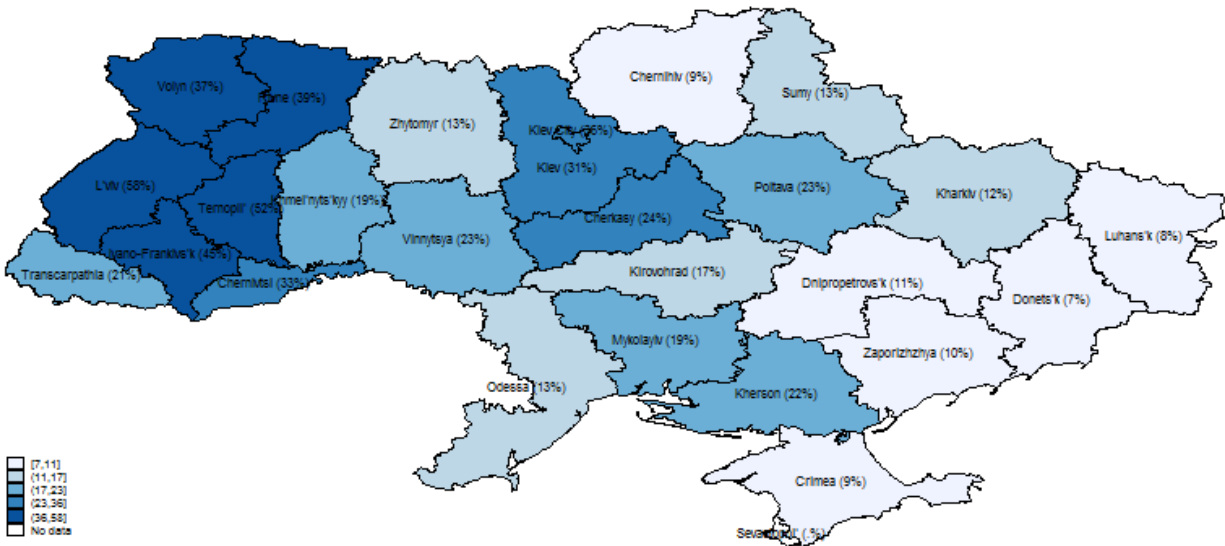 Chernihiv (9%)
Volyn (37%)
Sumy (13%)
Rivne (39%)
Zhytomyr (13%)
Kiev City (36%)
Kiev (31%)
L'viv (58%)
Poltava (23%)
Kharkiv (12%)
Khmel'nyts'kyy (19%)
Ternopil' (52%)
Cherkasy (24%)
Luhans'k (8%)
Vinnytsya (23%)
Ivano-Frankivs'k (45%)
Transcarpathia (21%)
Kirovohrad (17%)
Chernivtsi (33%)
Dnipropetrovs'k (11%)
Donets'k (7%)
Mykolayiv (19%)
Zaporizhzhya (10%)
Odessa (13%)
Kherson (22%)
Crimea (9%)
Sevastopol' (.%)
[7,11]
(11,17]
(17,23]
(23,36]
(36,58]
No data